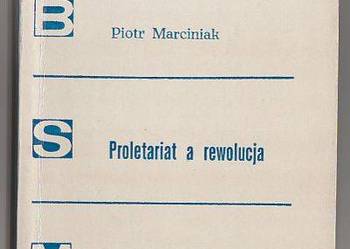 B
Piotr Marciniak
S
Proletariat a rewolucja